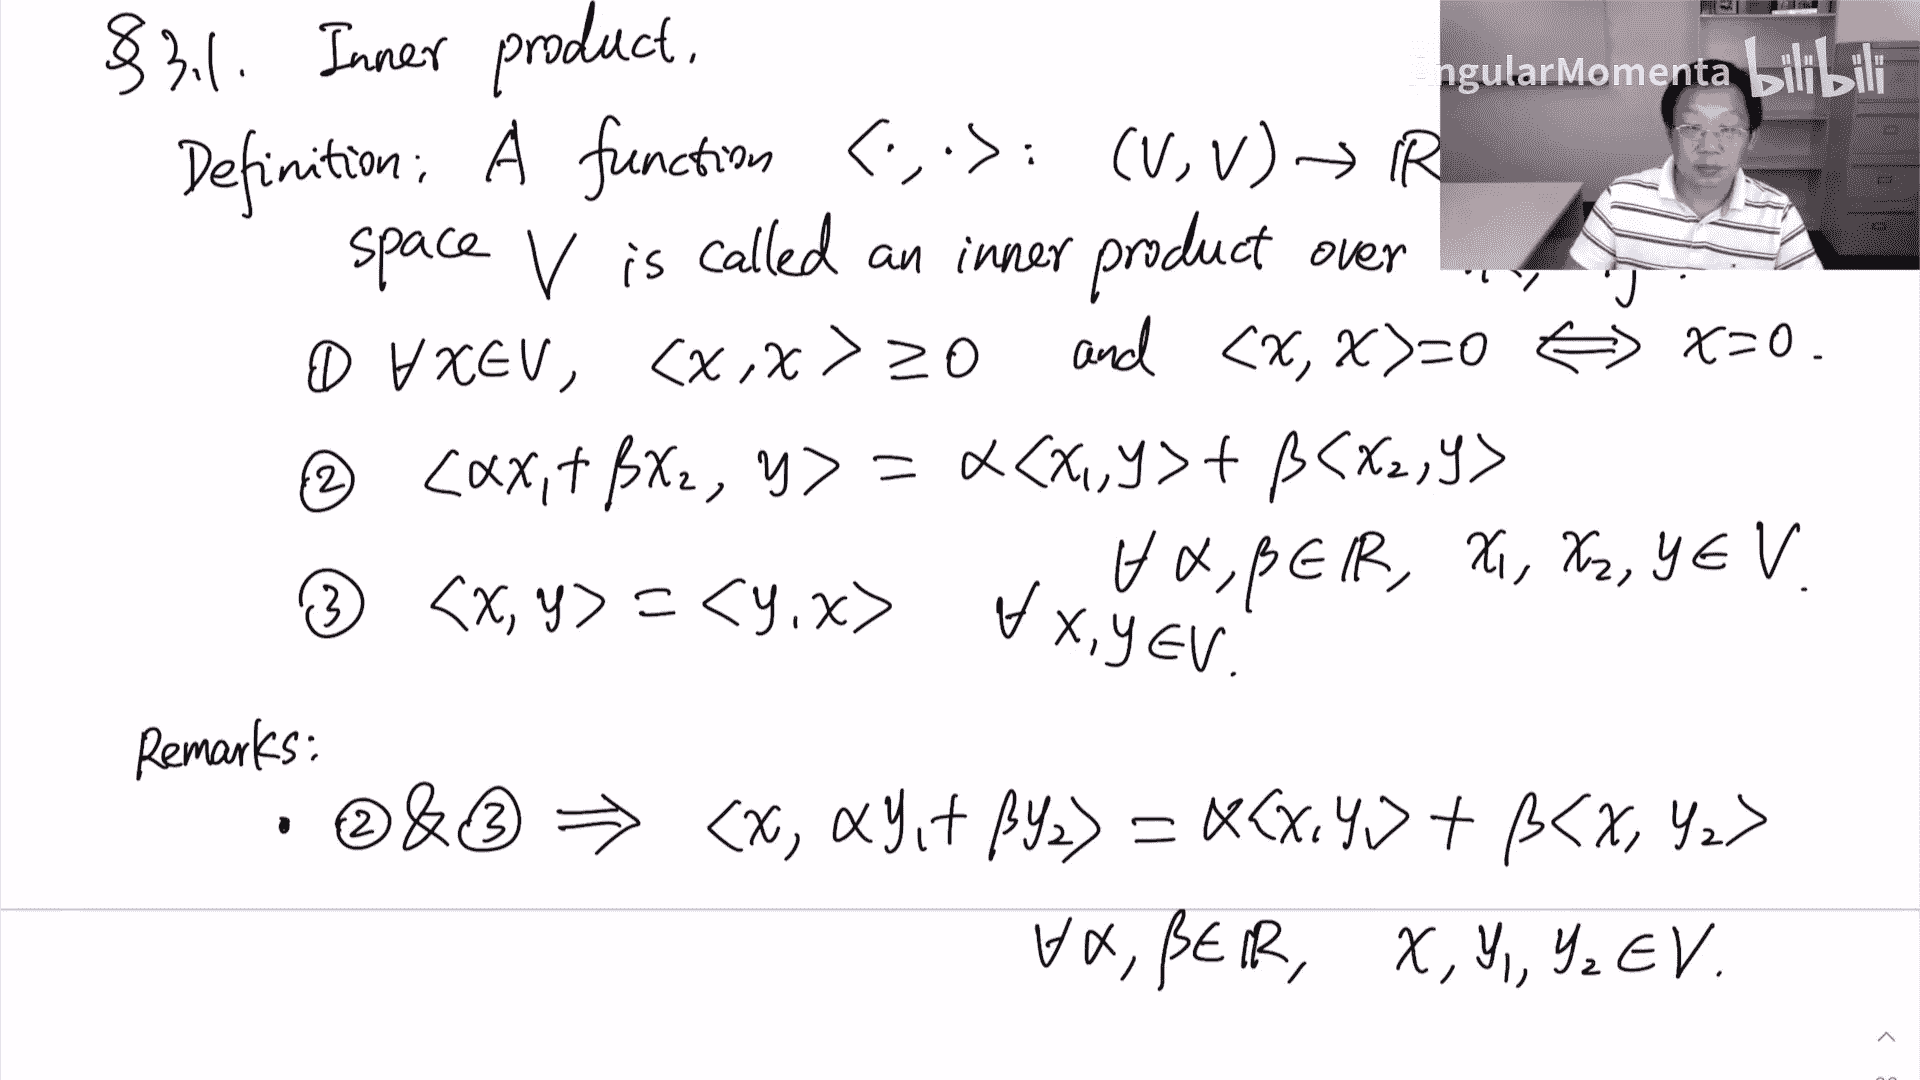 §3.1. Inner product.
ngularMomenta bilibili
Definition: A function <·,·>: (V, V) → ℝ
space V is called an inner product over
① ∀x∈V, <x, x> ≥ 0 and <x, x>=0 ⟺ x=0.
② <αx₁+βx₂, y> = α<x₁,y>+ β<x₂,y>
∀ α,β∈ℝ, x₁, x₂, y∈V.
③ <x, y> = <y, x> ∀ x,y∈V.
Remarks:
• ②&③ ⟹ <x, αy₁+βy₂> = α<x,y₁> + β<x, y₂>
∀α, β∈ℝ, x, y₁, y₂∈V.